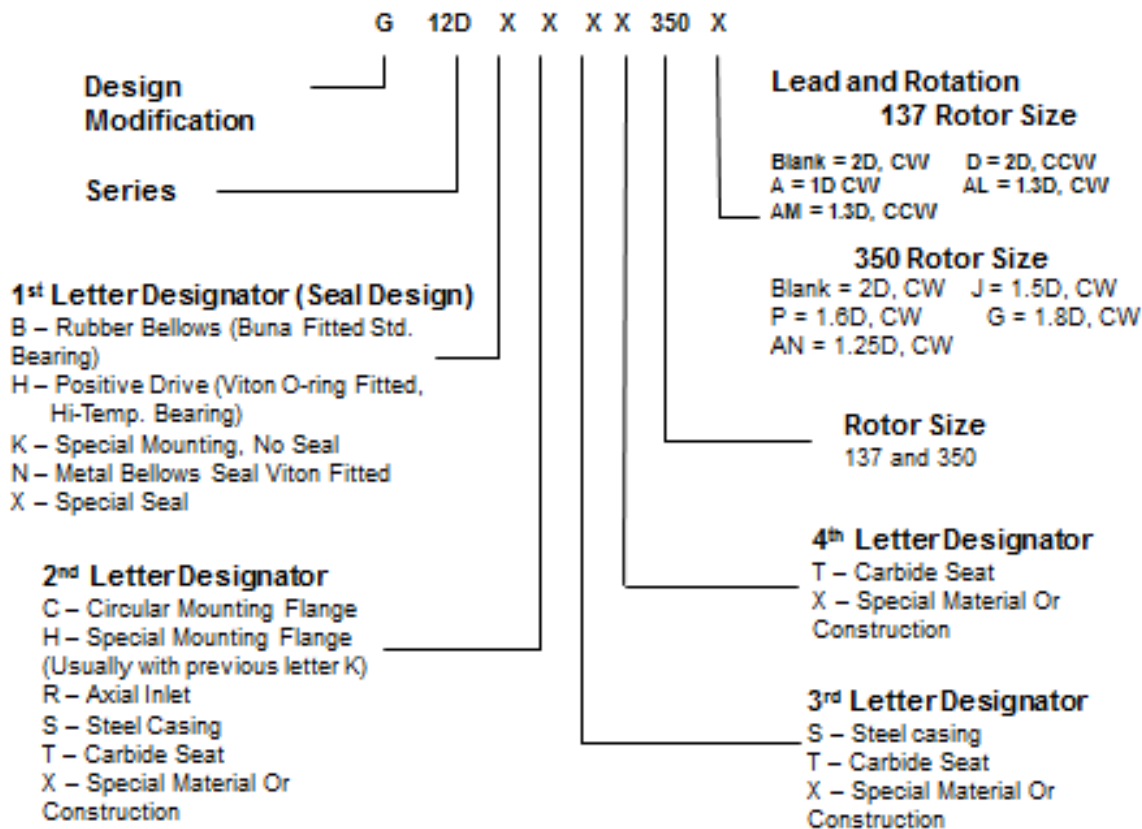 G 12D X X X X 350 X
Design
Modification
Series
1st Letter Designator (Seal Design)
B – Rubber Bellows (Buna Fitted Std.
Bearing)
H – Positive Drive (Viton O-ring Fitted,
Hi-Temp. Bearing)
K – Special Mounting, No Seal
N – Metal Bellows Seal Viton Fitted
X – Special Seal
2nd Letter Designator
C – Circular Mounting Flange
H – Special Mounting Flange
(Usually with previous letter K)
R – Axial Inlet
S – Steel Casing
T – Carbide Seat
X – Special Material Or
Construction
Lead and Rotation
137 Rotor Size
Blank = 2D, CW D = 2D, CCW
A = 1D CW AL = 1.3D, CW
AM = 1.3D, CCW
350 Rotor Size
Blank = 2D, CW J = 1.5D, CW
P = 1.6D, CW G = 1.8D, CW
AN = 1.25D, CW
Rotor Size
137 and 350
4th Letter Designator
T – Carbide Seat
X – Special Material Or
Construction
3rd Letter Designator
S – Steel casing
T – Carbide Seat
X – Special Material Or
Construction